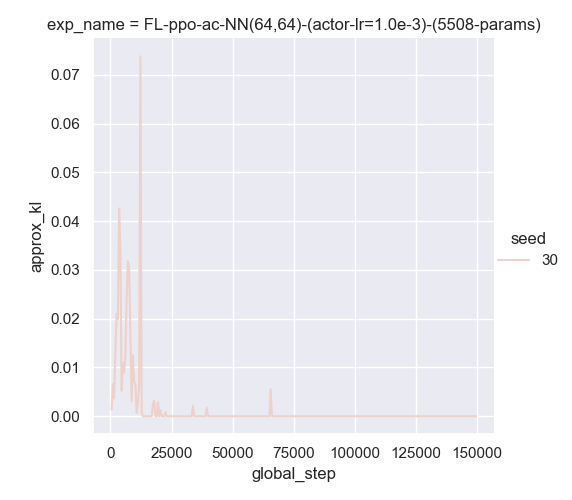 exp_name = FL-ppo-ac-NN(64,64)-(actor-lr=1.0e-3)-(5508-params)
0.07
0.06
0.05
0.04
0.03
0.02
0.01
0.00
approx_kl
0 25000 50000 75000 100000 125000 150000
global_step
seed
30